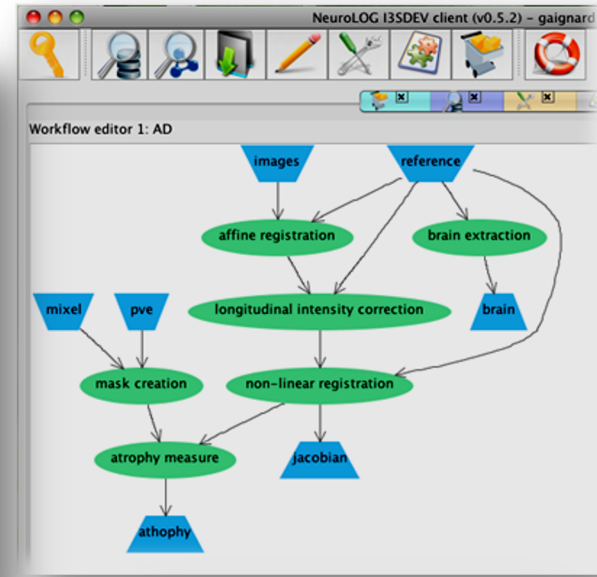 NeuroLOG I3SDEV client (v0.5.2) - gaignard
Workflow editor 1: AD
images
reference
affine registration
brain extraction
mixel
pve
longitudinal intensity correction
brain
mask creation
non-linear registration
atrophy measure
jacobian
athophy